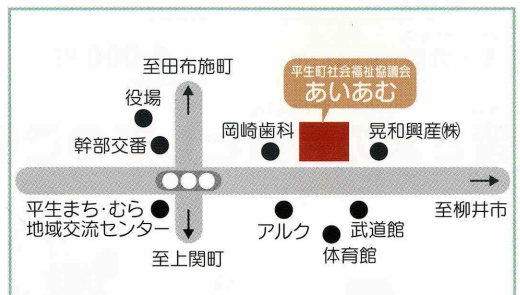 至田布施町
平生町社会福祉協議会
あいあむ
役場
幹部交番
岡崎歯科
晃和興産㈱
平生まち・むら
地域交流センター
アルク
武道館
体育館
至柳井市
至上関町